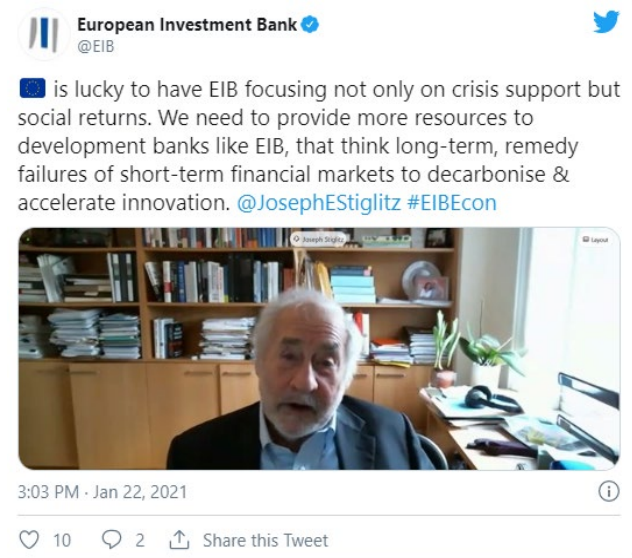 European Investment Bank
@EIB
🇪🇺 is lucky to have EIB focusing not only on crisis support but
social returns. We need to provide more resources to
development banks like EIB, that think long-term, remedy
failures of short-term financial markets to decarbonise &
accelerate innovation. @JosephEStiglitz #EIBEcon
Joseph Stiglitz
Layout
3:03 PM · Jan 22, 2021
10 2 Share this Tweet